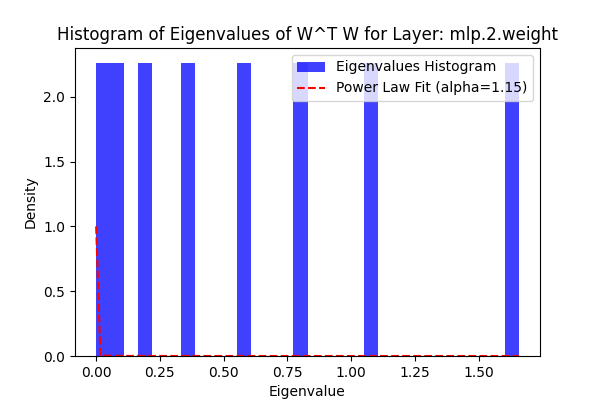 Histogram of Eigenvalues of W^T W for Layer: mlp.2.weight
Eigenvalues Histogram
Power Law Fit (alpha=1.15)
Density
2.0
1.5
1.0
0.5
0.0
0.00 0.25 0.50 0.75 1.00 1.25 1.50
Eigenvalue